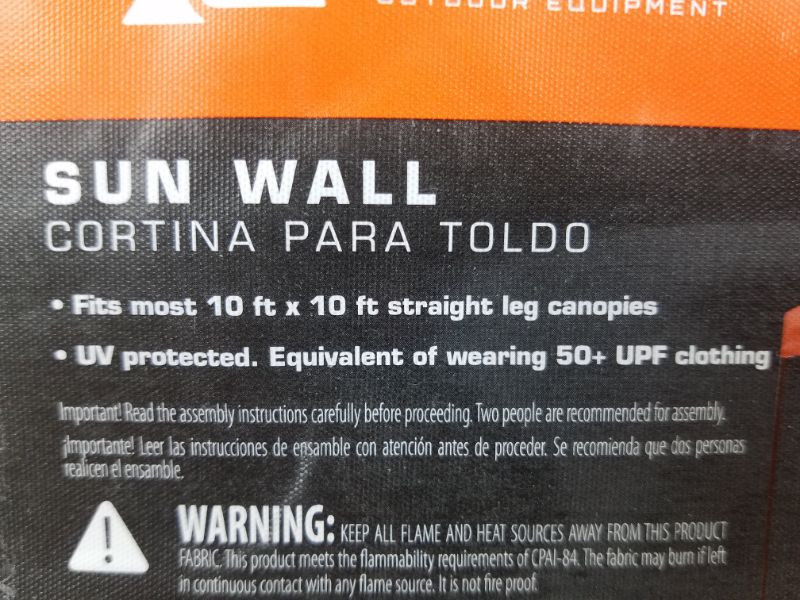 OUTDOOR EQUIPMENT
SUN WALL
CORTINA PARA TOLDO
• Fits most 10 ft x 10 ft straight leg canopies
• UV protected. Equivalent of wearing 50+ UPF clothing
Important! Read the assembly instructions carefully before proceeding. Two people are recommended for assembly.
¡Importante! Leer las instrucciones de ensamble con atención antes de proceder. Se recomienda que dos personas
realicen el ensamble.
WARNING: KEEP ALL FLAME AND HEAT SOURCES AWAY FROM THIS PRODUCT
FABRIC. This product meets the flammability requirements of CPAI-84. The fabric may burn if left
in continuous contact with any flame source. It is not fire proof.